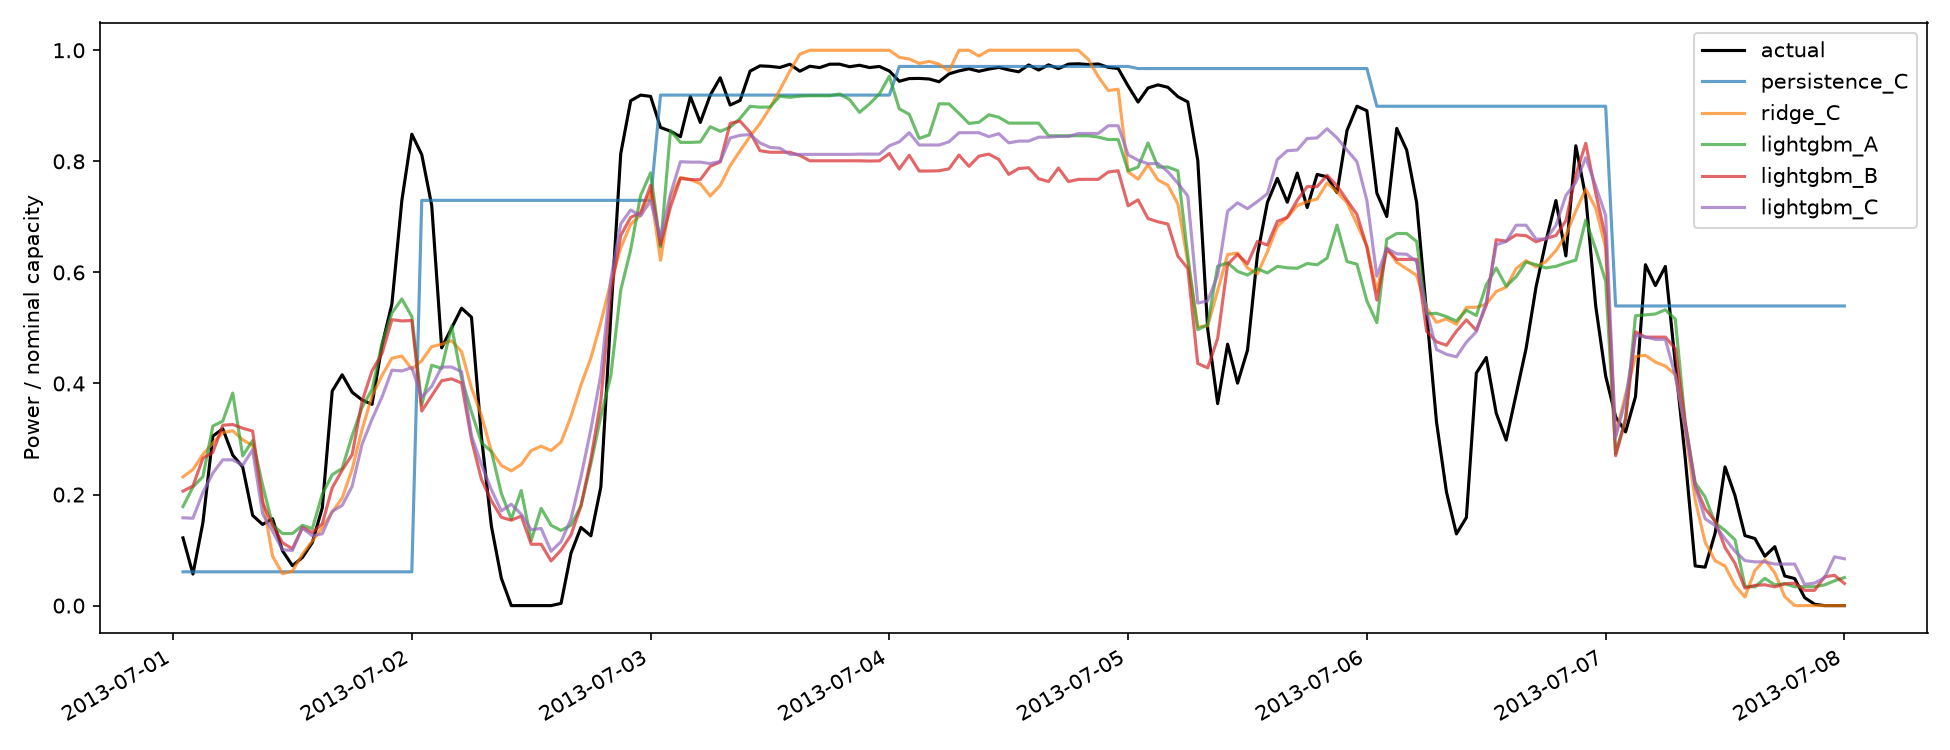 Power / nominal capacity
1.0
0.8
0.6
0.4
0.2
0.0
actual
persistence_C
ridge_C
lightgbm_A
lightgbm_B
lightgbm_C
2013-07-01
2013-07-02
2013-07-03
2013-07-04
2013-07-05
2013-07-06
2013-07-07
2013-07-08